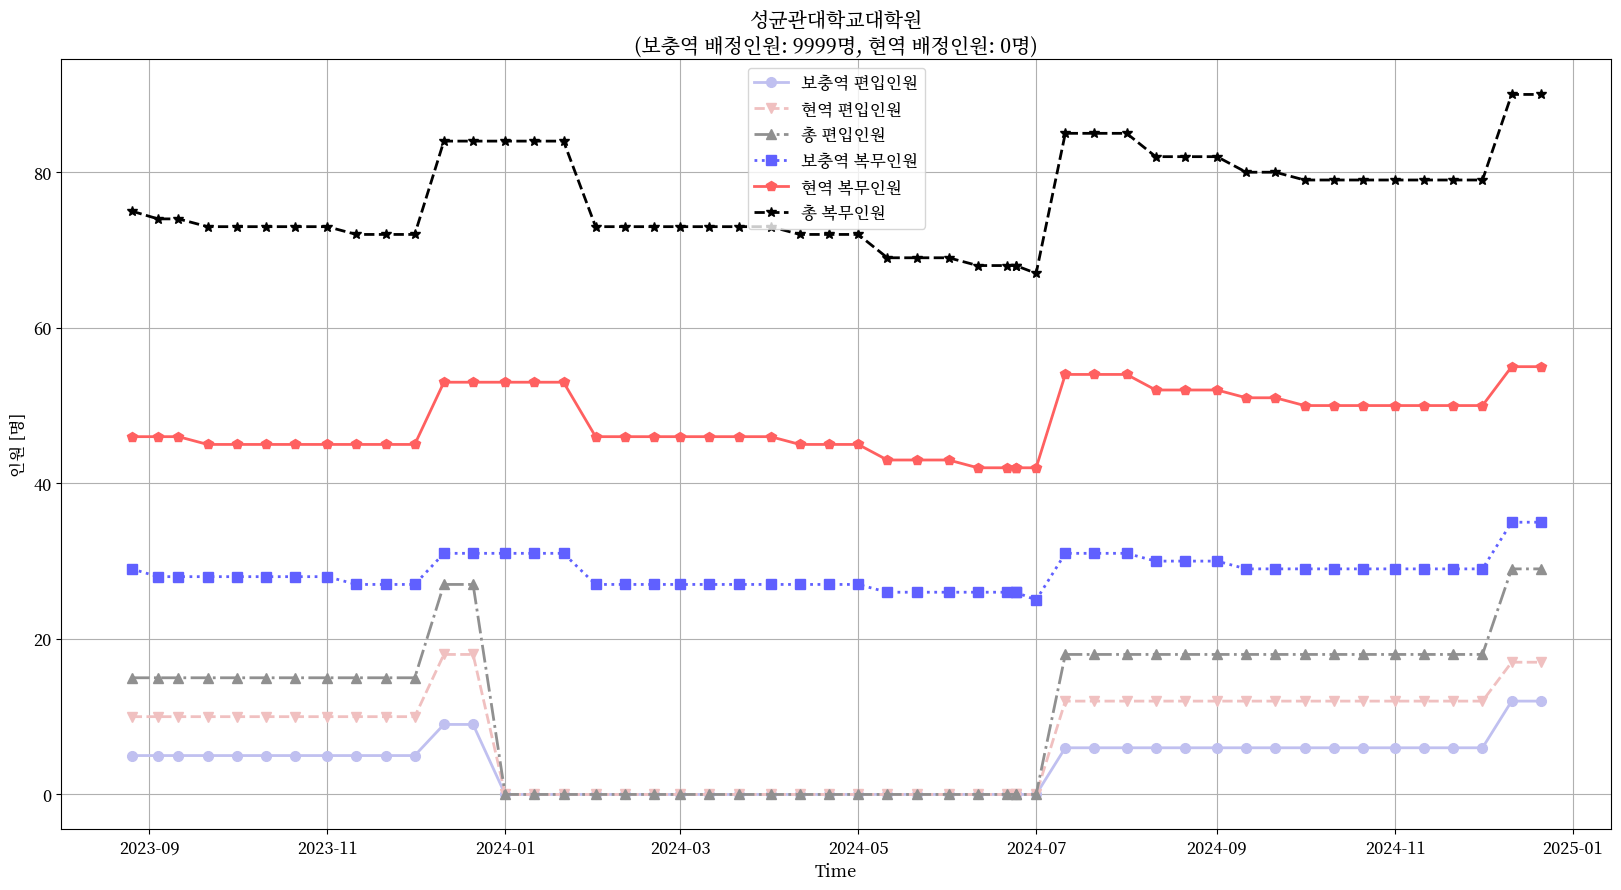 성균관대학교대학원
(보충역 배정인원: 9999명, 현역 배정인원: 0명)
보충역 편입인원
현역 편입인원
총 편입인원
보충역 복무인원
현역 복무인원
총 복무인원
인원 [명]
80
60
40
20
0
2023-09
2023-11
2024-01
2024-03
2024-05
2024-07
2024-09
2024-11
2025-01
Time